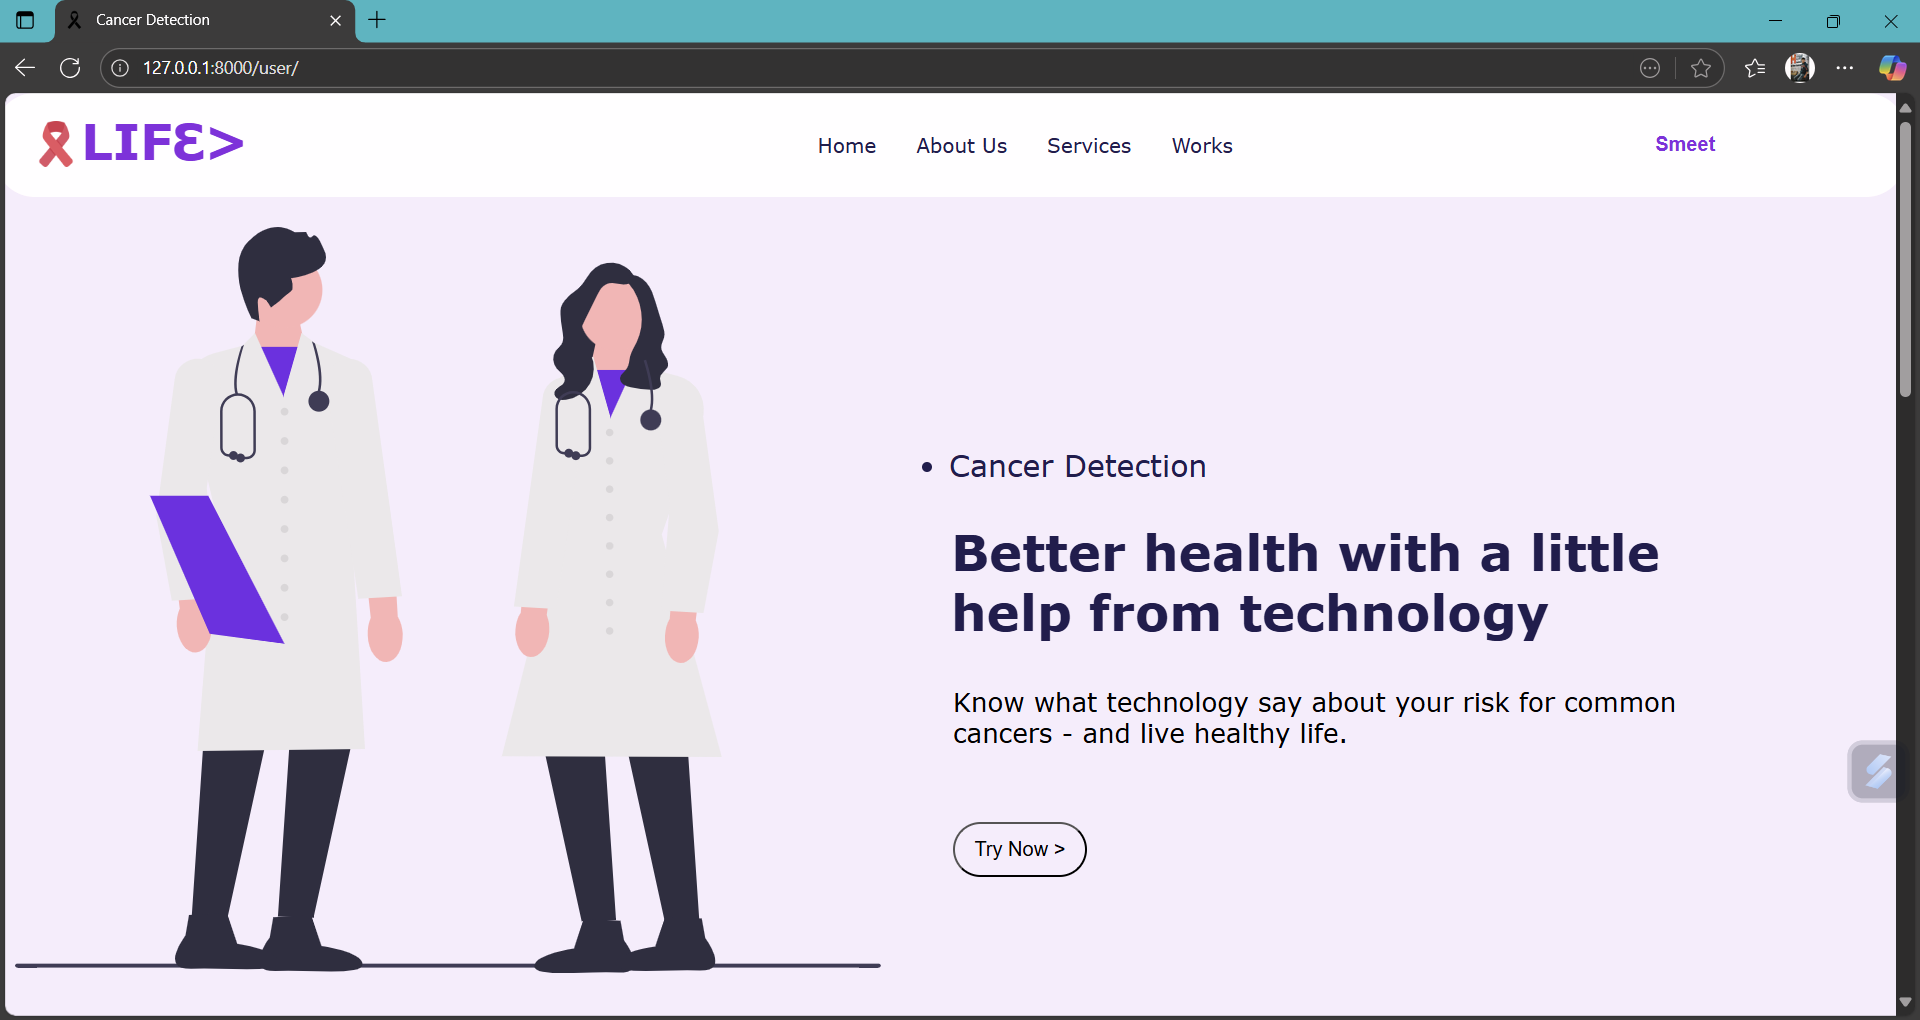 Cancer Detection
127.0.0.1:8000/user/
LIFƐ>
Home About Us Services Works
Smeet
• Cancer Detection
Better health with a little
help from technology
Know what technology say about your risk for common
cancers - and live healthy life.
Try Now >